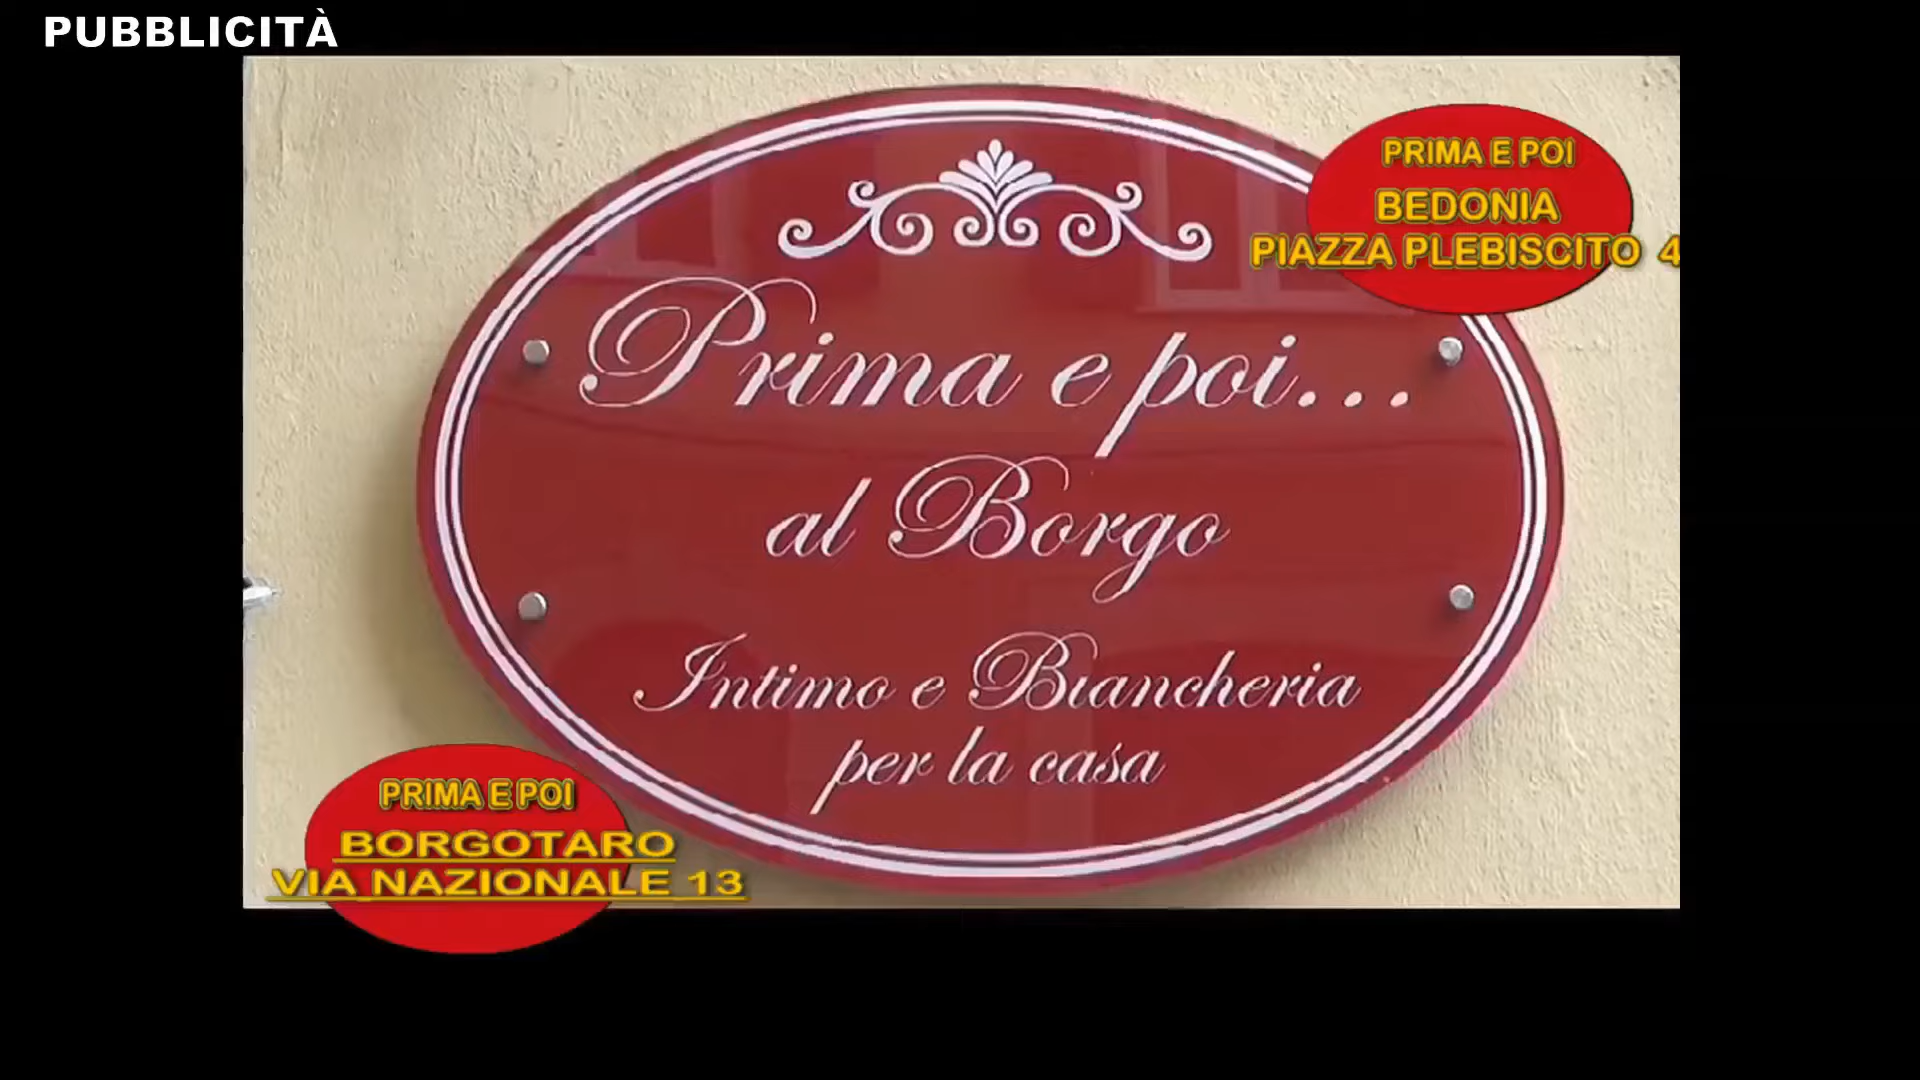 PUBBLICITÀ
PRIMA E POI
BEDONIA
PIAZZA PLEBISCITO 4
Prima e poi...
al Borgo
Intimo e Biancheria
per la casa
PRIMA E POI
BORGOTARO
VIA NAZIONALE 13